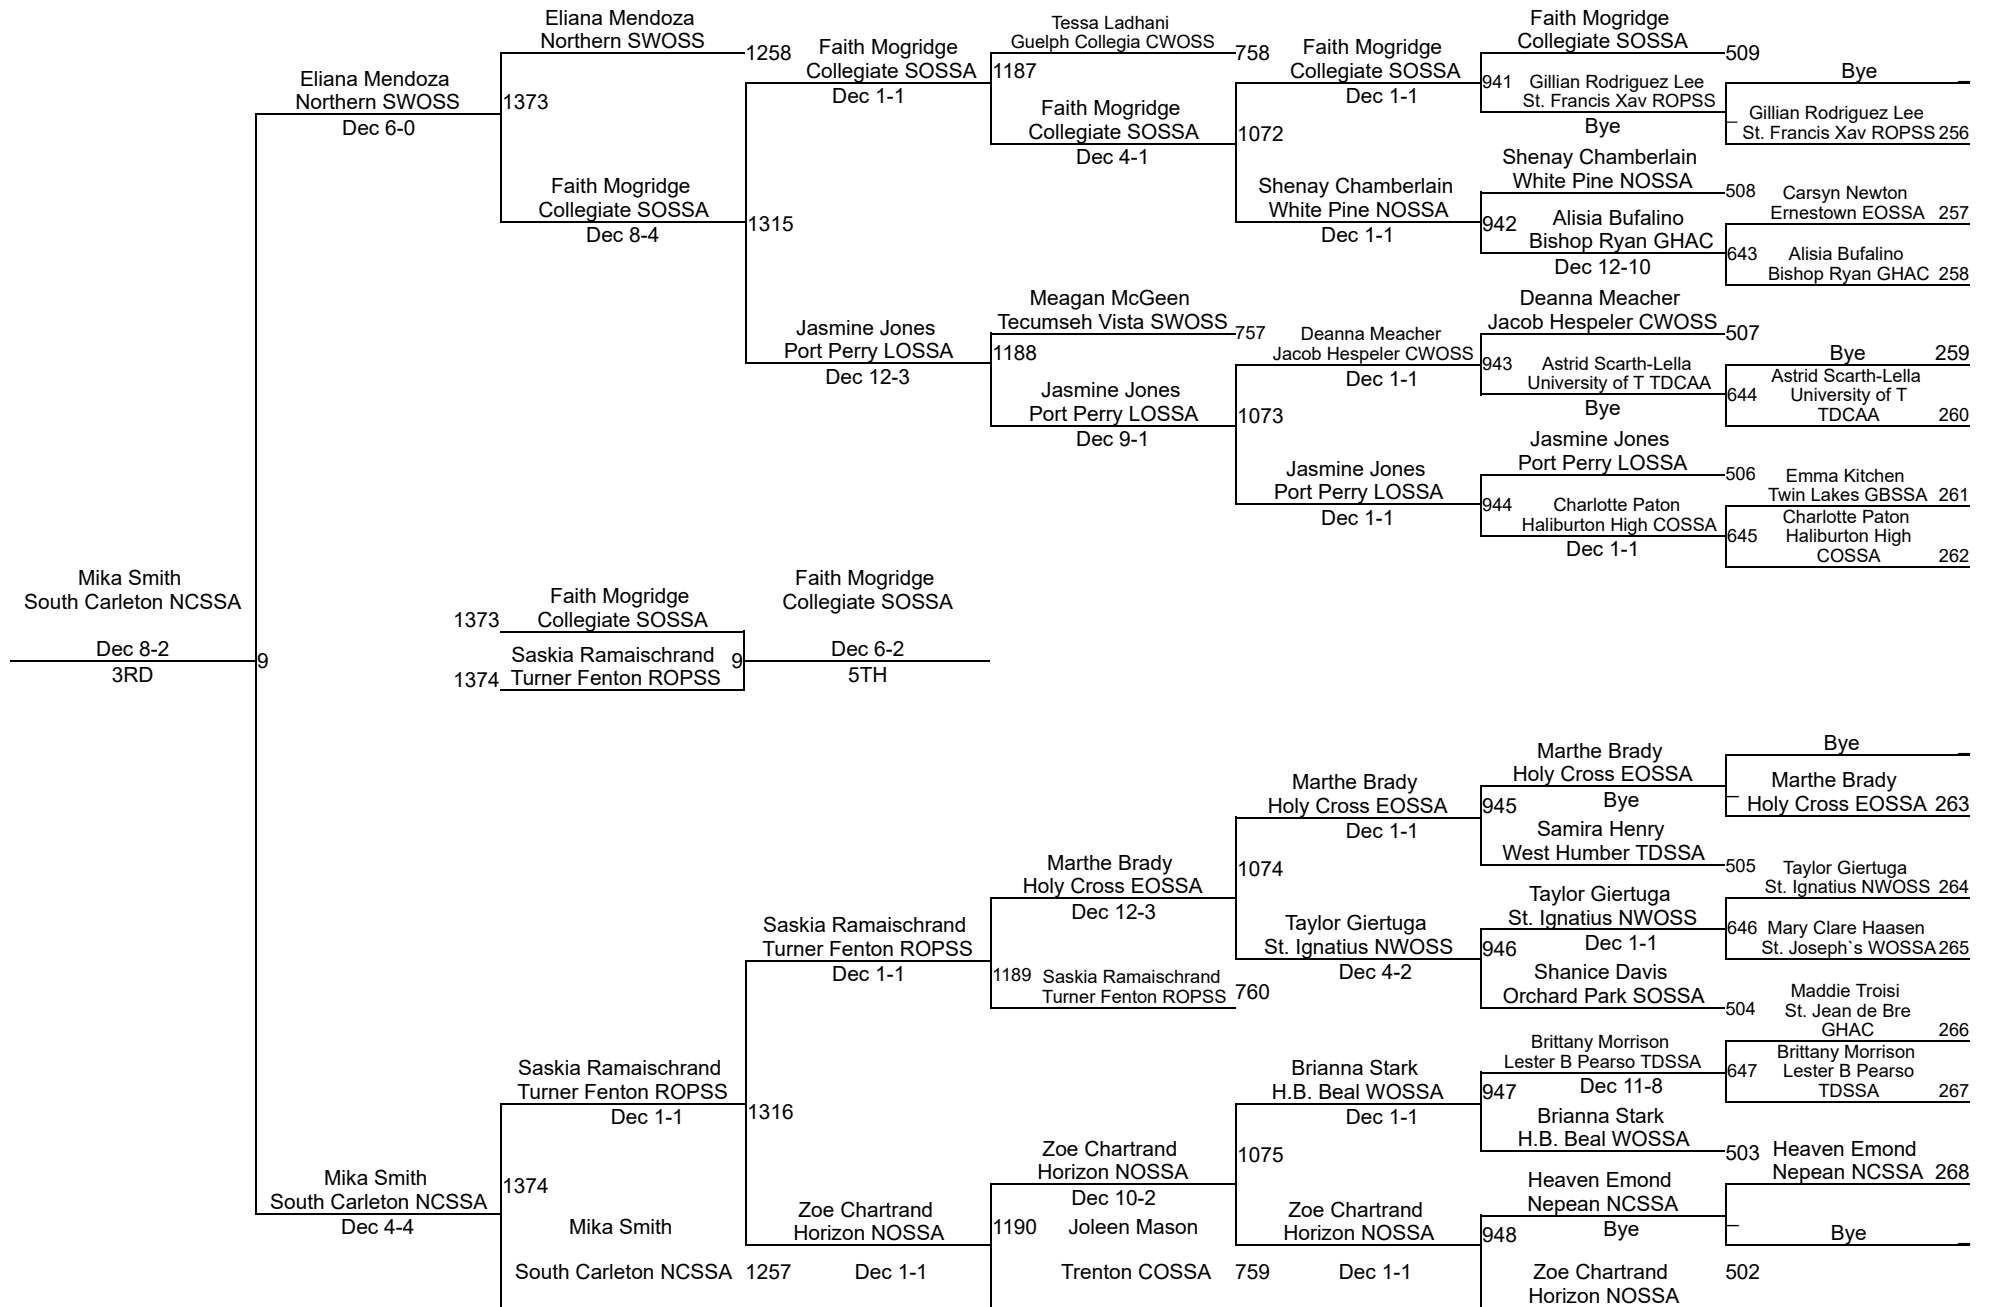 Eliana Mendoza
Northern SWOSS
1258
Faith Mogridge
Collegiate SOSSA
Dec 1-1
Tessa Ladhani
Guelph Collegia CWOSS
758
1187
Faith Mogridge
Collegiate SOSSA
Dec 1-1
Faith Mogridge
Collegiate SOSSA
509
Bye
_
941
Gillian Rodriguez Lee
St. Francis Xav ROPSS
Bye
_
Gillian Rodriguez Lee
St. Francis Xav ROPSS 256
Eliana Mendoza
Northern SWOSS
Dec 6-0
1373
Faith Mogridge
Collegiate SOSSA
Dec 4-1
1072
Shenay Chamberlain
White Pine NOSSA
508
Carsyn Newton
Ernestown EOSSA 257
Faith Mogridge
Collegiate SOSSA
Dec 8-4
1315
Shenay Chamberlain
White Pine NOSSA
Dec 1-1
942
Alisia Bufalino
Bishop Ryan GHAC
Dec 12-10
643
Alisia Bufalino
Bishop Ryan GHAC 258
Jasmine Jones
Port Perry LOSSA
Dec 12-3
Meagan McGeen
Tecumseh Vista SWOSS
757
1188
Deanna Meacher
Jacob Hespeler CWOSS
Dec 1-1
Deanna Meacher
Jacob Hespeler CWOSS
507
Bye 259
943
Astrid Scarth-Lella
University of T TDCAA
Bye
644
Astrid Scarth-Lella
University of T
TDCAA 260
Jasmine Jones
Port Perry LOSSA
Dec 9-1
1073
Jasmine Jones
Port Perry LOSSA
506
Emma Kitchen
Twin Lakes GBSSA 261
Jasmine Jones
Port Perry LOSSA
Dec 1-1
944
Charlotte Paton
Haliburton High COSSA
Dec 1-1
645
Charlotte Paton
Haliburton High
COSSA 262
Mika Smith
South Carleton NCSSA
Dec 8-2
3RD
9
1373
Faith Mogridge
Collegiate SOSSA
1374
Saskia Ramaischrand
Turner Fenton ROPSS
9
Faith Mogridge
Collegiate SOSSA
Dec 6-2
5TH
Marthe Brady
Holy Cross EOSSA
Bye
Bye
_
_
Marthe Brady
Holy Cross EOSSA 263
Marthe Brady
Holy Cross EOSSA
Dec 1-1
945
Samira Henry
West Humber TDSSA
505
Taylor Giertuga
St. Ignatius NWOSS 264
Marthe Brady
Holy Cross EOSSA
Dec 12-3
1074
Taylor Giertuga
St. Ignatius NWOSS
Dec 1-1
646
Mary Clare Haasen
St. Joseph`s WOSSA 265
Saskia Ramaischrand
Turner Fenton ROPSS
Dec 1-1
Taylor Giertuga
St. Ignatius NWOSS
Dec 4-2
946
Shanice Davis
Orchard Park SOSSA
504
Maddie Troisi
St. Jean de Bre
GHAC 266
1189
Saskia Ramaischrand
Turner Fenton ROPSS
760
Brittany Morrison
Lester B Pearso TDSSA
Dec 11-8
647
Brittany Morrison
Lester B Pearso
TDSSA 267
Saskia Ramaischrand
Turner Fenton ROPSS
Dec 1-1
1316
Brianna Stark
H.B. Beal WOSSA
Dec 1-1
947
Brianna Stark
H.B. Beal WOSSA
503
Heaven Emond
Nepean NCSSA 268
Mika Smith
South Carleton NCSSA
Dec 4-4
1374
Zoe Chartrand
Horizon NOSSA
Dec 10-2
1075
Heaven Emond
Nepean NCSSA
Bye
_
Bye
_
Mika Smith
South Carleton NCSSA
1257
Zoe Chartrand
Horizon NOSSA
Dec 1-1
1190
Joleen Mason
Trenton COSSA
759
Zoe Chartrand
Horizon NOSSA
Dec 1-1
948
Zoe Chartrand
Horizon NOSSA
502